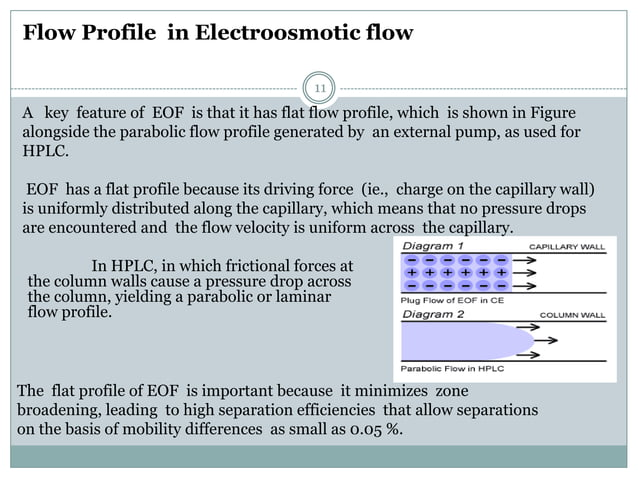 Flow Profile in Electroosmotic flow
11
A key feature of EOF is that it has flat flow profile, which is shown in Figure
alongside the parabolic flow profile generated by an external pump, as used for
HPLC.
EOF has a flat profile because its driving force (ie., charge on the capillary wall)
is uniformly distributed along the capillary, which means that no pressure drops
are encountered and the flow velocity is uniform across the capillary.
In HPLC, in which frictional forces at
the column walls cause a pressure drop across
the column, yielding a parabolic or laminar
flow profile.
Diagram 1 CAPILLARY WALL
− − − − − −
+ + + + + +
− − − − − −
Plug Flow of EOF in CE
Diagram 2 COLUMN WALL
Parabolic Flow in HPLC
The flat profile of EOF is important because it minimizes zone
broadening, leading to high separation efficiencies that allow separations
on the basis of mobility differences as small as 0.05 %.